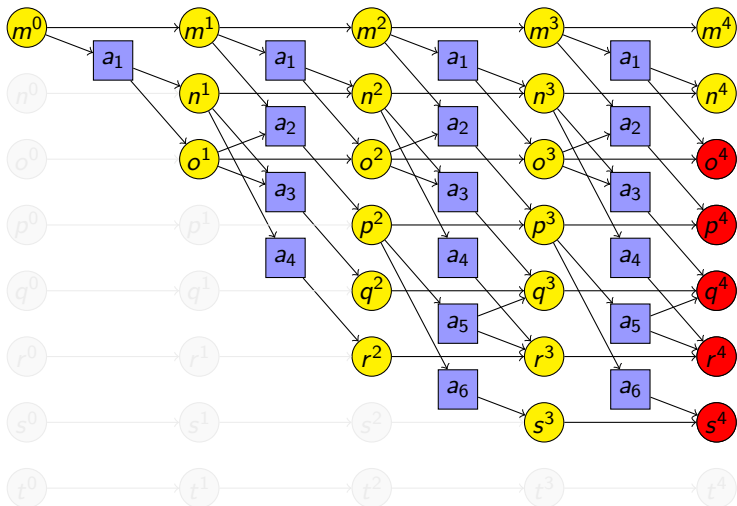 m⁰ m¹ m² m³ m⁴
a₁ a₁ a₁ a₁
n⁰ n¹ n² n³ n⁴
a₂ a₂ a₂
o⁰ o¹ o² o³ o⁴
a₃ a₃ a₃
p⁰ p¹ p² p³ p⁴
a₄ a₄ a₄
q⁰ q¹ q² q³ q⁴
a₅ a₅
r⁰ r¹ r² r³ r⁴
a₆ a₆
s⁰ s¹ s² s³ s⁴
t⁰ t¹ t² t³ t⁴